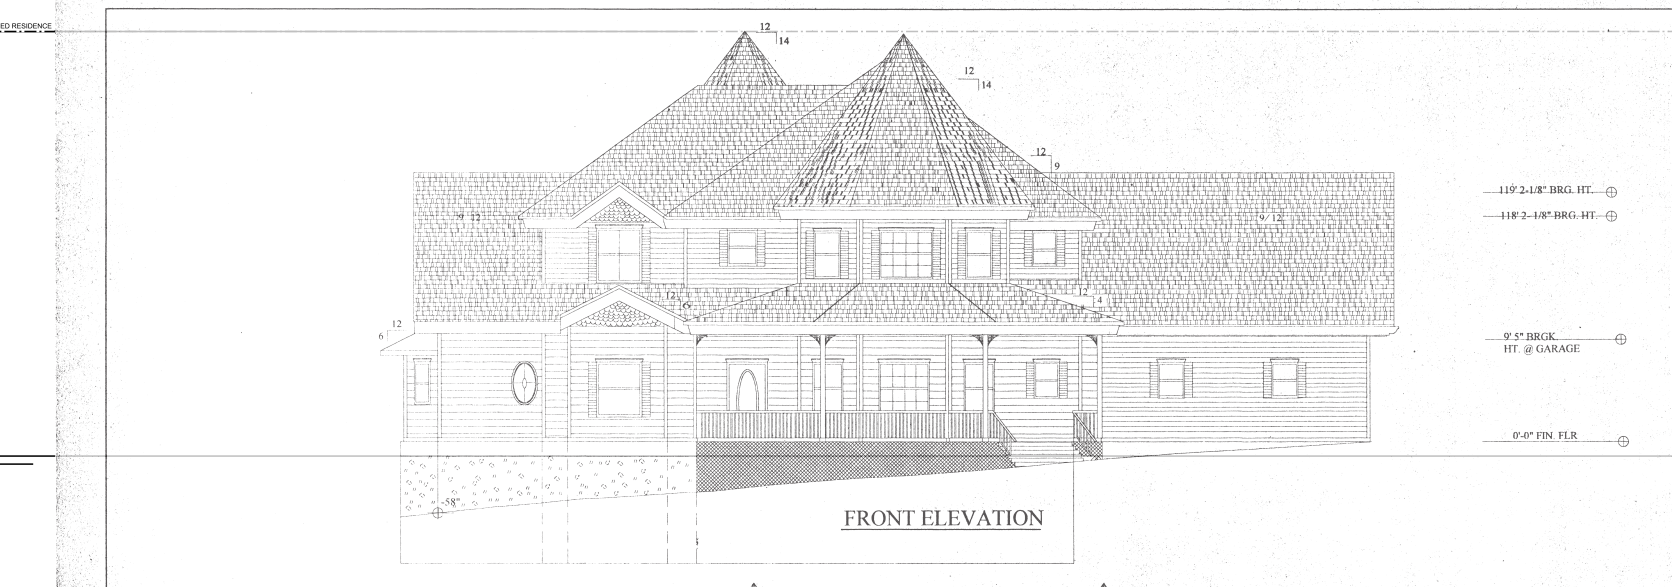 ED RESIDENCE
12
14
12
14
12
9
119' 2-1/8" BRG. HT.
118' 2-1/8" BRG. HT.
9/12
9/12
12
12
4
12
6
9' 5" BRGK.
HT. @ GARAGE
0'-0" FIN. FLR
-58"
FRONT ELEVATION